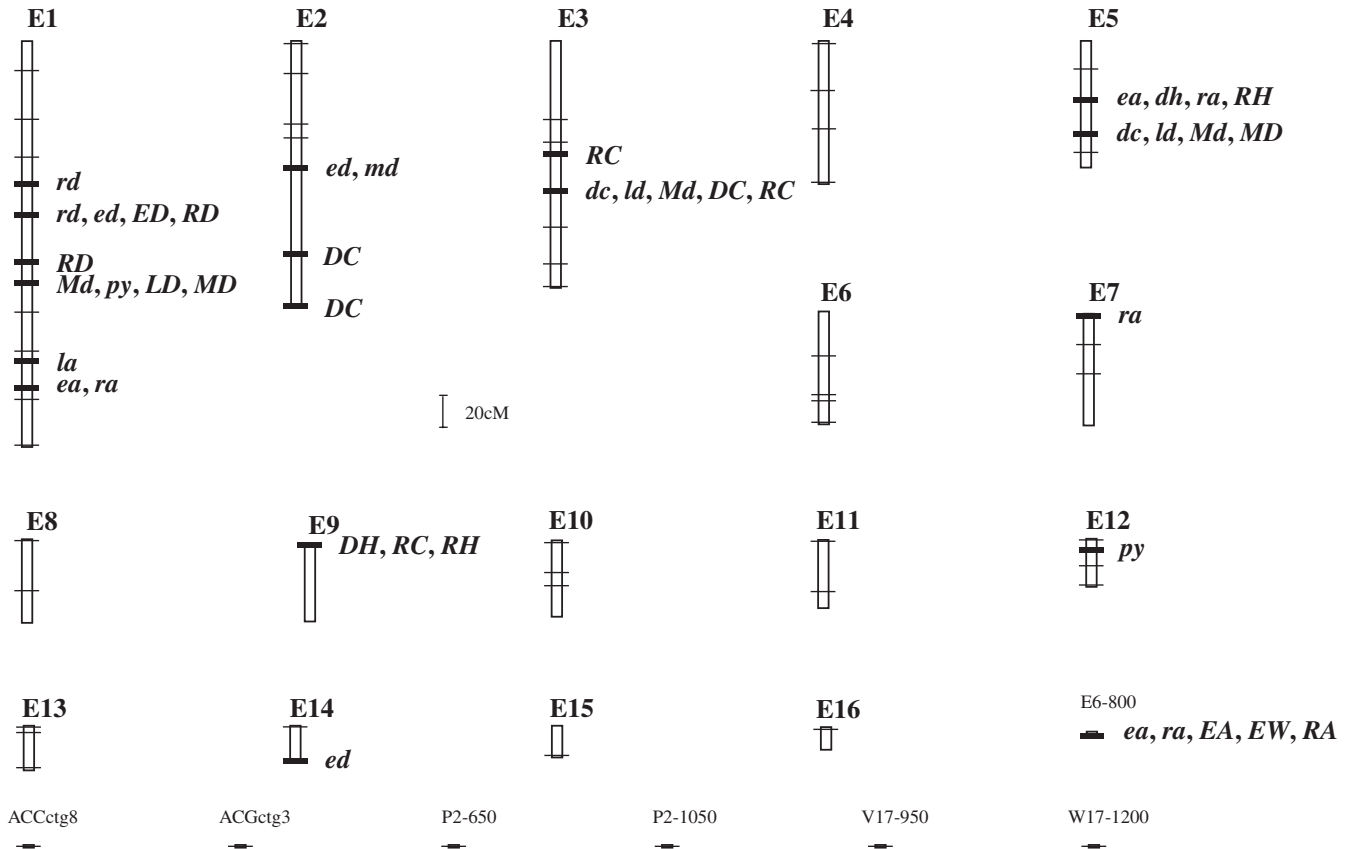 E1
E2
E3
E4
E5
ea, dh, ra, RH
dc, ld, Md, MD
RC
ed, md
rd
dc, ld, Md, DC, RC
rd, ed, ED, RD
DC
RD
Md, py, LD, MD
DC
E6
E7
ra
la
ea, ra
20cM
E8
E9
DH, RC, RH
E10
E11
E12
py
E13
E14
ed
E15
E16
E6-800
ea, ra, EA, EW, RA
ACCctg8
ACGctg3
P2-650
P2-1050
V17-950
W17-1200